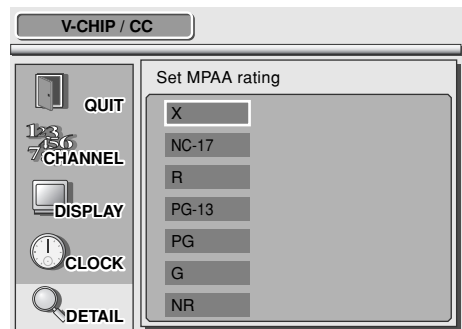 V-CHIP / CC
Set MPAA rating
QUIT
CHANNEL
DISPLAY
CLOCK
DETAIL
X
NC-17
R
PG-13
PG
G
NR